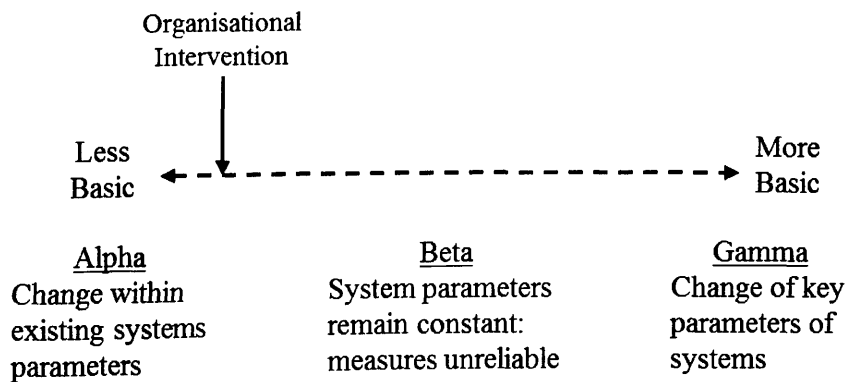 Organisational
Intervention
Less
Basic
More
Basic
Alpha
Change within
existing systems
parameters
Beta
System parameters
remain constant:
measures unreliable
Gamma
Change of key
parameters of
systems